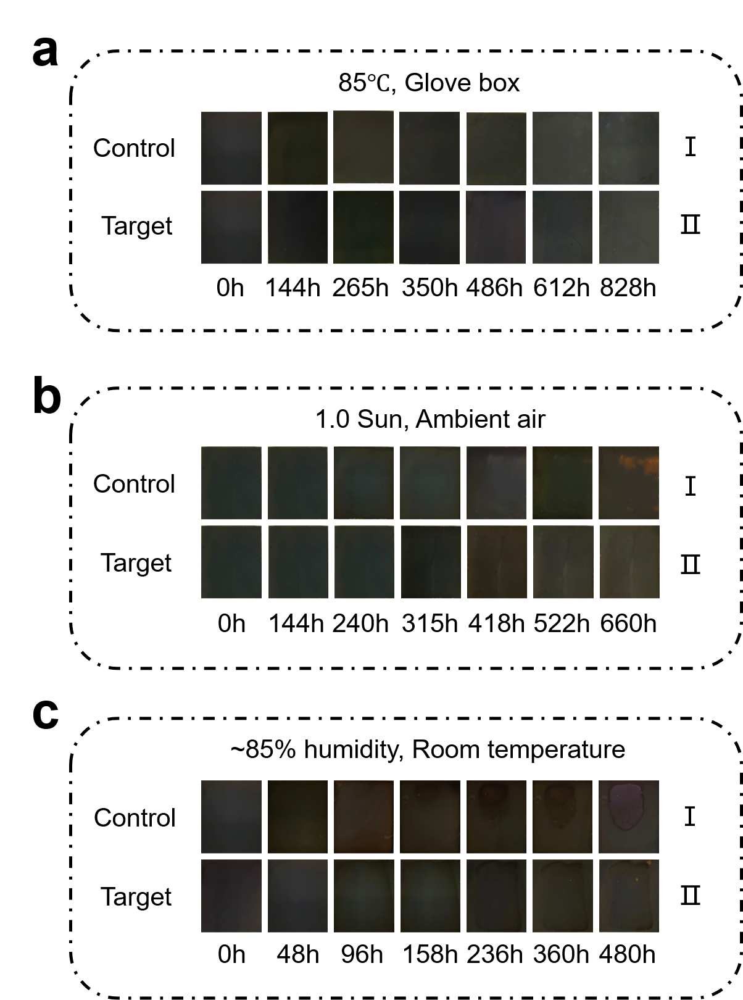 a
85℃, Glove box
Control
I
Target
II
0h 144h 265h 350h 486h 612h 828h
b
1.0 Sun, Ambient air
Control
I
Target
II
0h 144h 240h 315h 418h 522h 660h
c
~85% humidity, Room temperature
Control
I
Target
II
0h 48h 96h 158h 236h 360h 480h